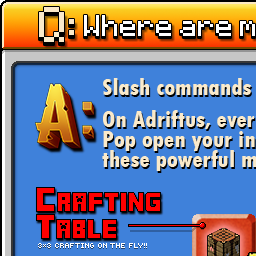 Q: Where are m
A:
Slash commands
On Adriftus, ever
Pop open your in
these powerful m
CRAFTING
TABLE
3x3 CRAFTING ON THE FLY!!